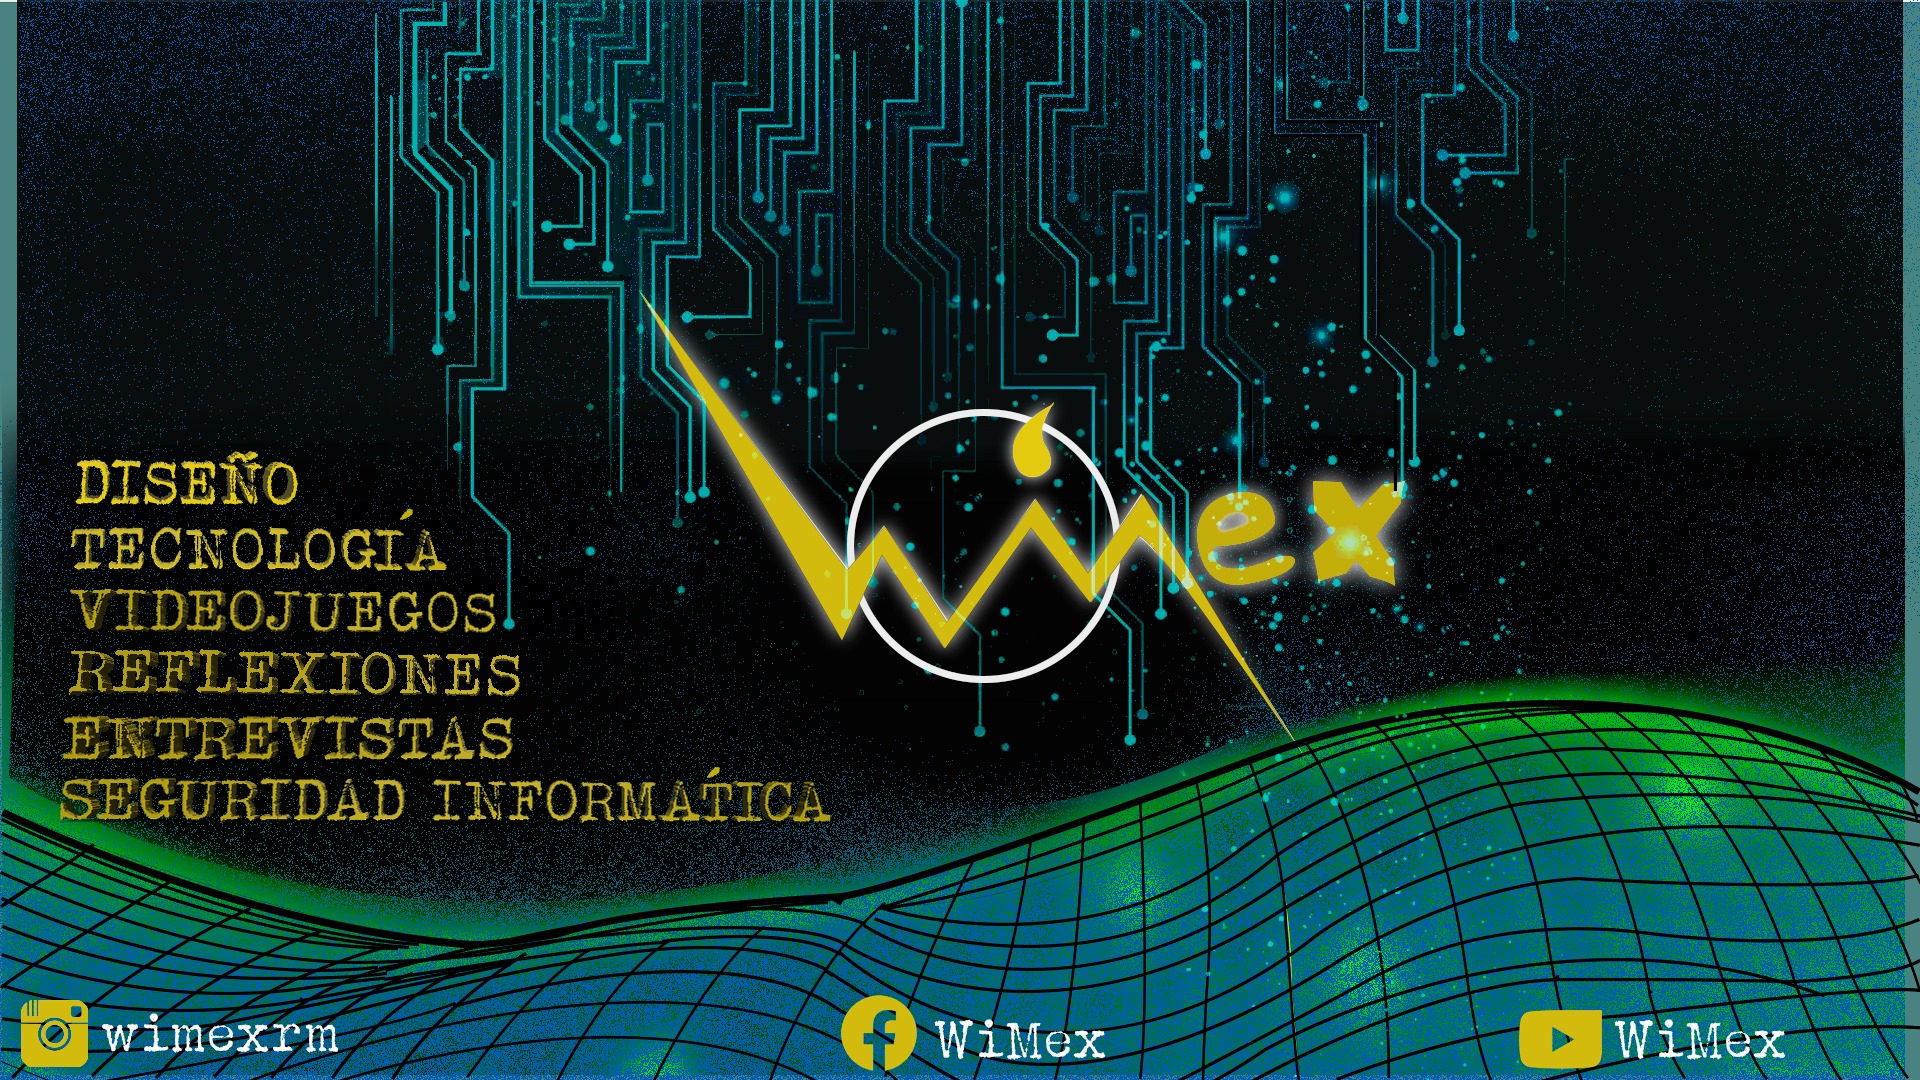 Wimex
DISEÑO
TECNOLOGÍA
VIDEOJUEGOS
REFLEXIONES
ENTREVISTAS
SEGURIDAD INFORMÁTICA
wimexrm
WiMex
WiMex